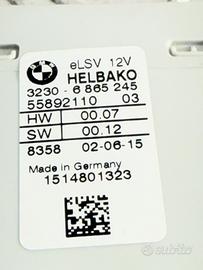 BMW
eLSV 12V
HELBAKO
3230 - 6 865 245
55892110 03
HW 00.07
SW 00.12
8358 02-06-15
Made in Germany
1514801323
subito